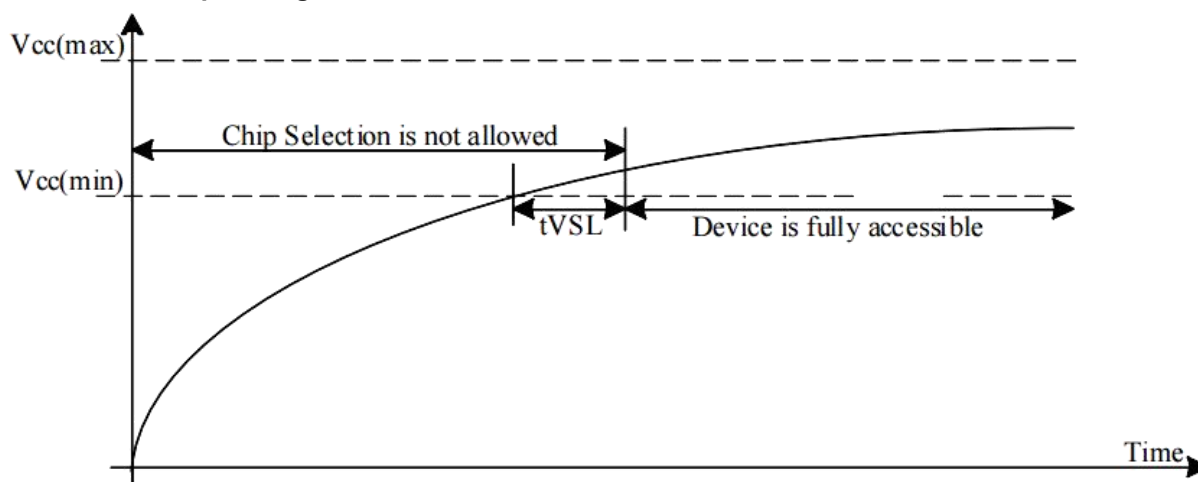 Vcc(max)
Chip Selection is not allowed
Vcc(min)
tVSL
Device is fully accessible
Time